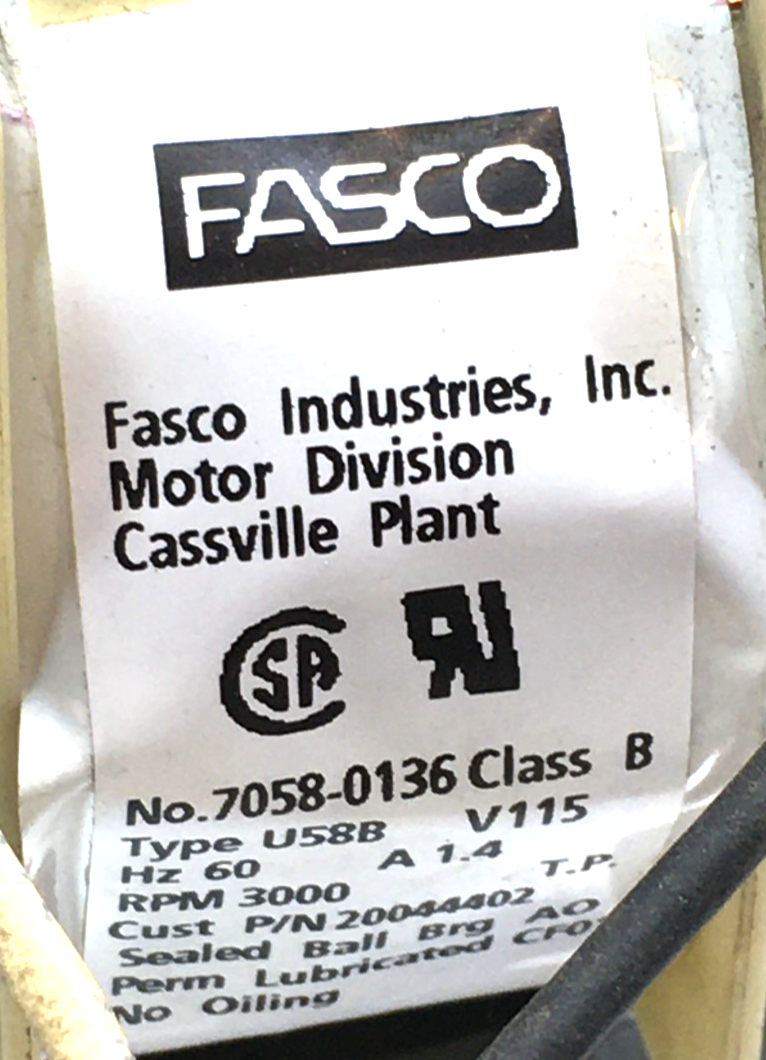 FASCO
Fasco Industries, Inc.
Motor Division
Cassville Plant
No.7058-0136 Class B
Type U58B V115
Hz 60 A 1.4
RPM 3000 T.P.
Cust P/N 20044402
Sealed Ball Brg AO
Perm Lubricated
No Oiling